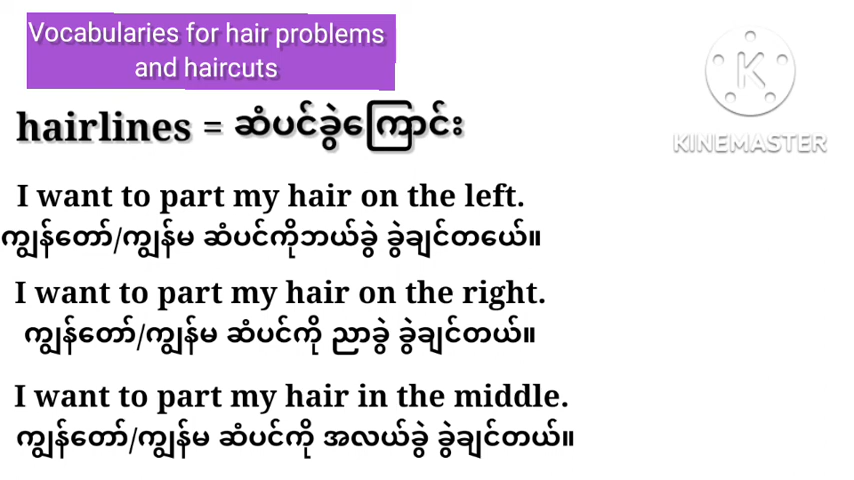 Vocabularies for hair problems
and haircuts
KINEMASTER
hairlines = ဆံပင်ခွဲကြောင်း
I want to part my hair on the left.
ကျွန်တော်/ကျွန်မ ဆံပင်ကိုဘယ်ခွဲ ခွဲချင်တယေ်။
I want to part my hair on the right.
ကျွန်တော်/ကျွန်မ ဆံပင်ကို ညာခွဲ ခွဲချင်တယ်။
I want to part my hair in the middle.
ကျွန်တော်/ကျွန်မ ဆံပင်ကို အလယ်ခွဲ ခွဲချင်တယ်။